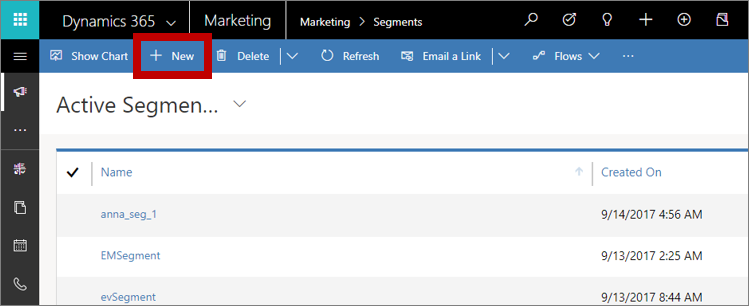 Dynamics 365 Marketing Marketing > Segments
Show Chart New Delete Refresh Email a Link Flows ...
Active Segmen...
Name Created On
anna_seg_1 9/14/2017 4:56 AM
EMSegment 9/13/2017 2:25 AM
evSegment 9/13/2017 8:44 AM